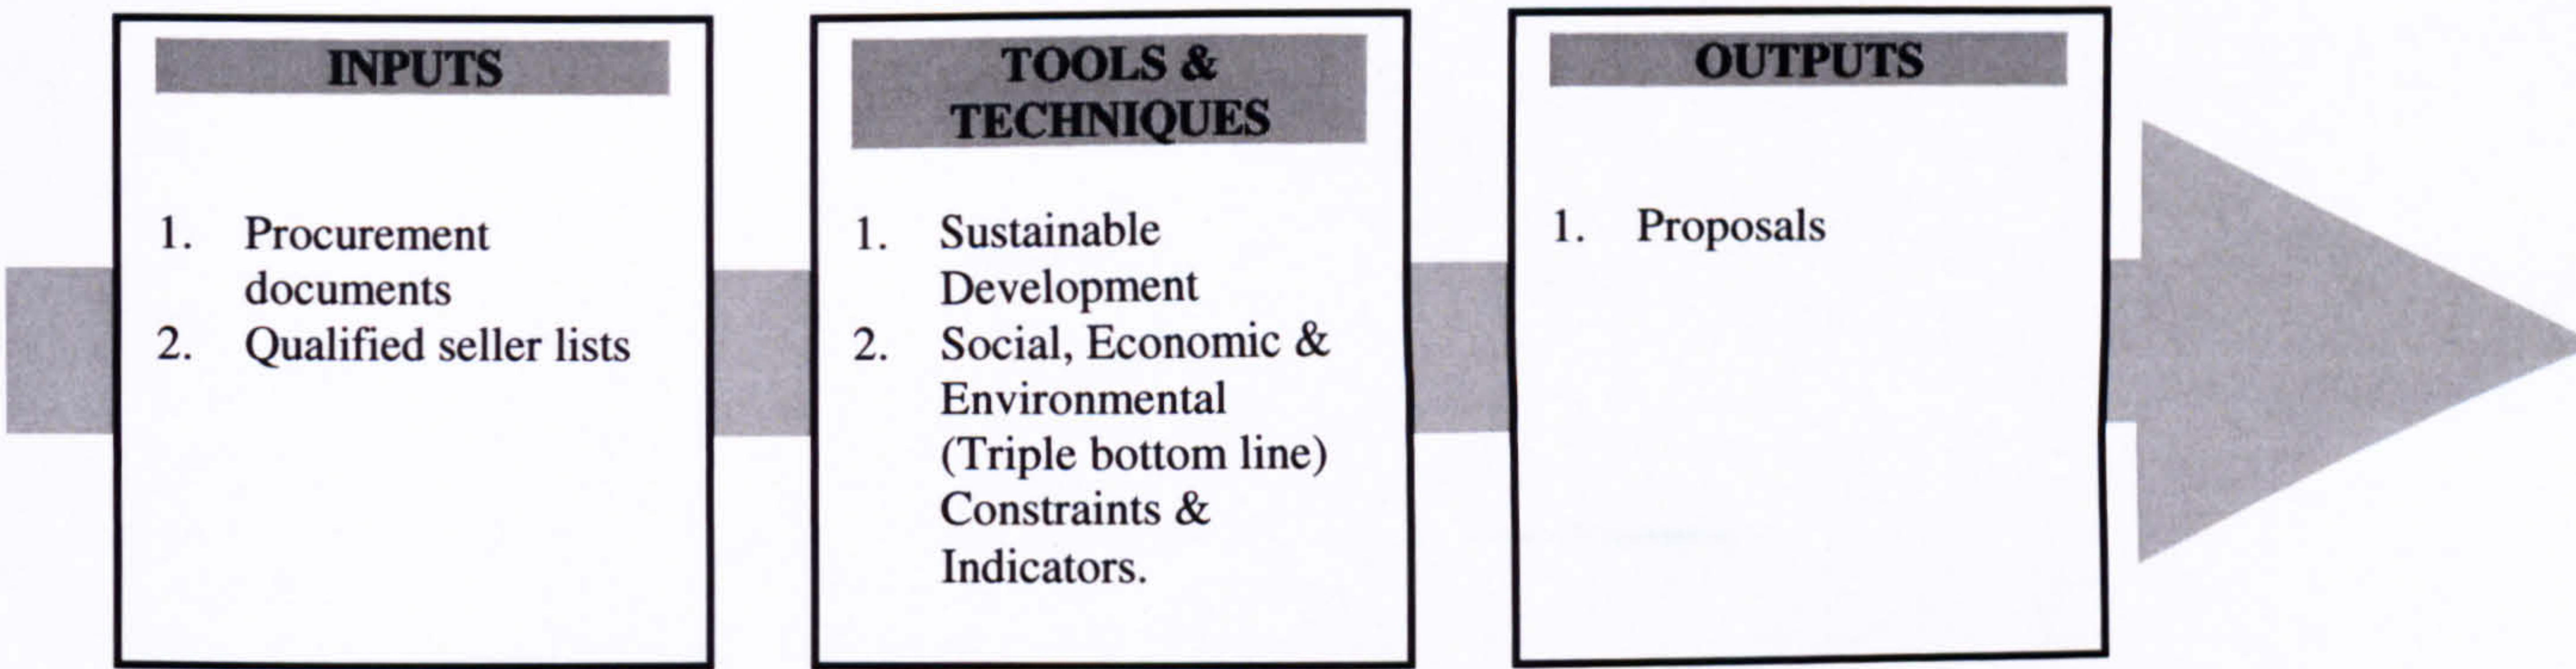 INPUTS
1. Procurement
documents
2. Qualified seller lists
TOOLS &
TECHNIQUES
1. Sustainable
Development
2. Social, Economic &
Environmental
(Triple bottom line)
Constraints &
Indicators.
OUTPUTS
1. Proposals